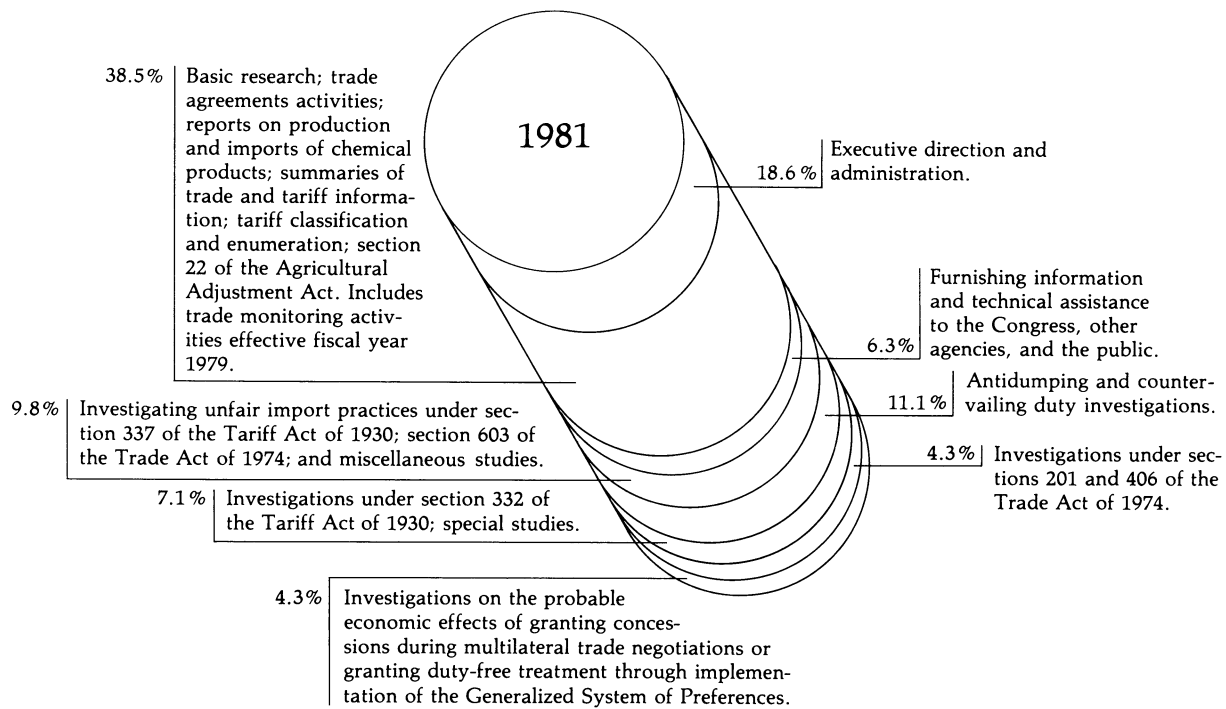 1981
38.5%
Basic research; trade
agreements activities;
reports on production
and imports of chemical
products; summaries of
trade and tariff informa-
tion; tariff classification
and enumeration; section
22 of the Agricultural
Adjustment Act. Includes
trade monitoring activ-
ities effective fiscal year
1979.
18.6%
Executive direction and
administration.
6.3%
Furnishing information
and technical assistance
to the Congress, other
agencies, and the public.
9.8%
Investigating unfair import practices under sec-
tion 337 of the Tariff Act of 1930; section 603 of
the Trade Act of 1974; and miscellaneous studies.
11.1%
Antidumping and counter-
vailing duty investigations.
7.1%
Investigations under section 332 of
the Tariff Act of 1930; special studies.
4.3%
Investigations under sec-
tions 201 and 406 of the
Trade Act of 1974.
4.3%
Investigations on the probable
economic effects of granting conces-
sions during multilateral trade negotiations or
granting duty-free treatment through implemen-
tation of the Generalized System of Preferences.